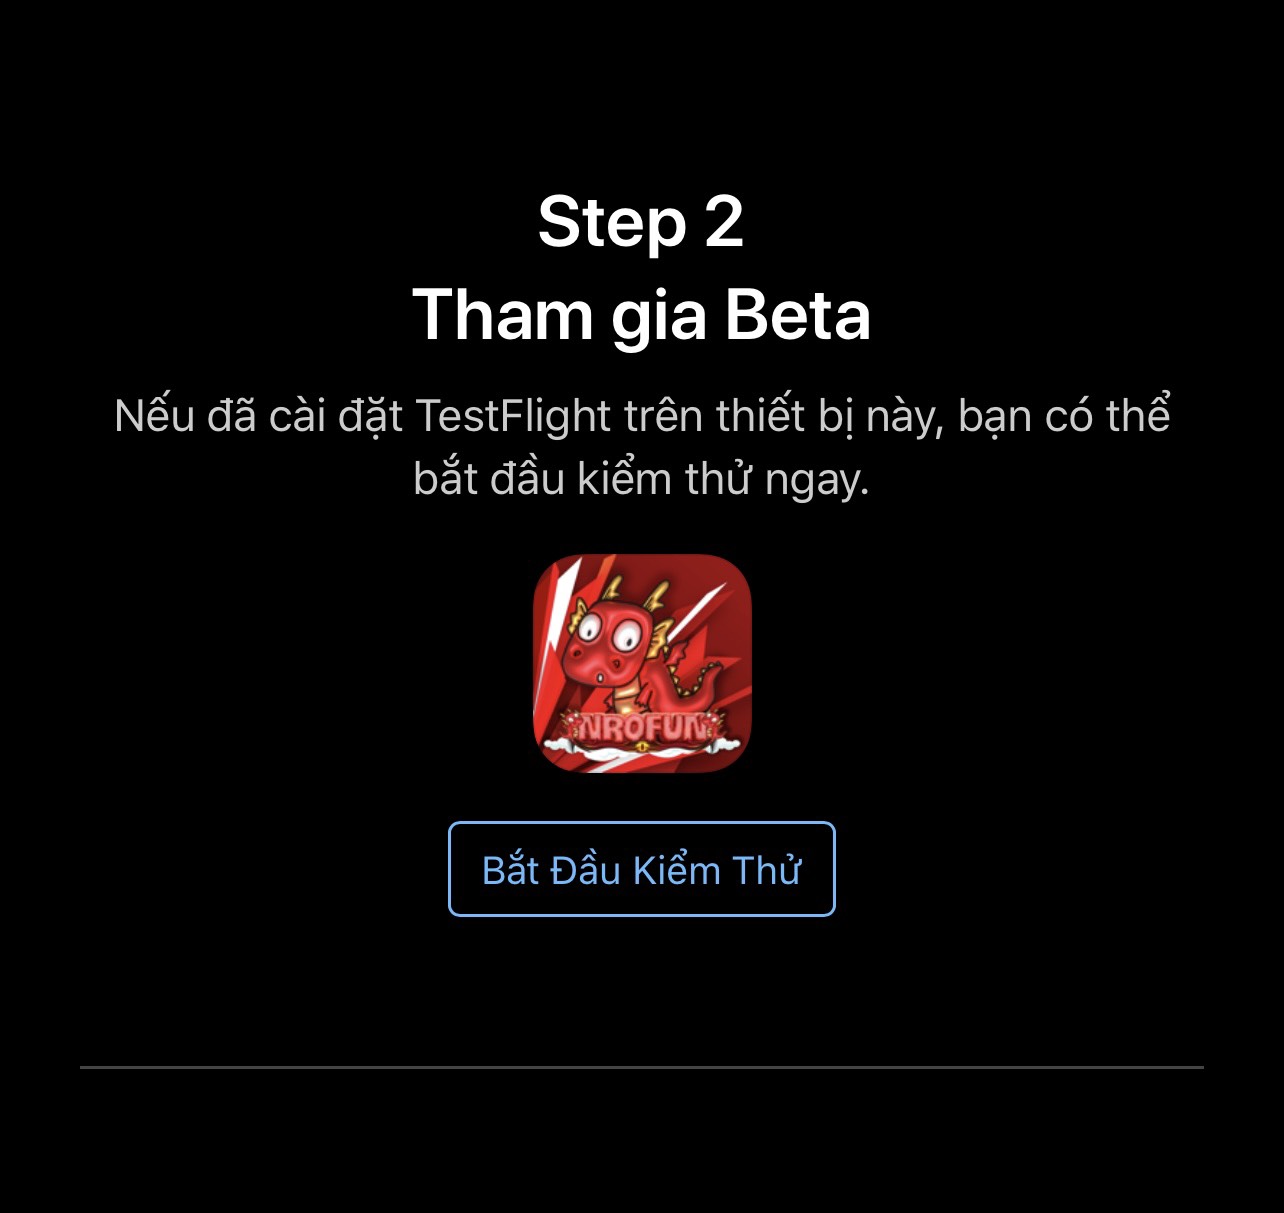 Step 2
Tham gia Beta
Nếu đã cài đặt TestFlight trên thiết bị này, bạn có thể
bắt đầu kiểm thử ngay.
NROFUN
Bắt Đầu Kiểm Thử